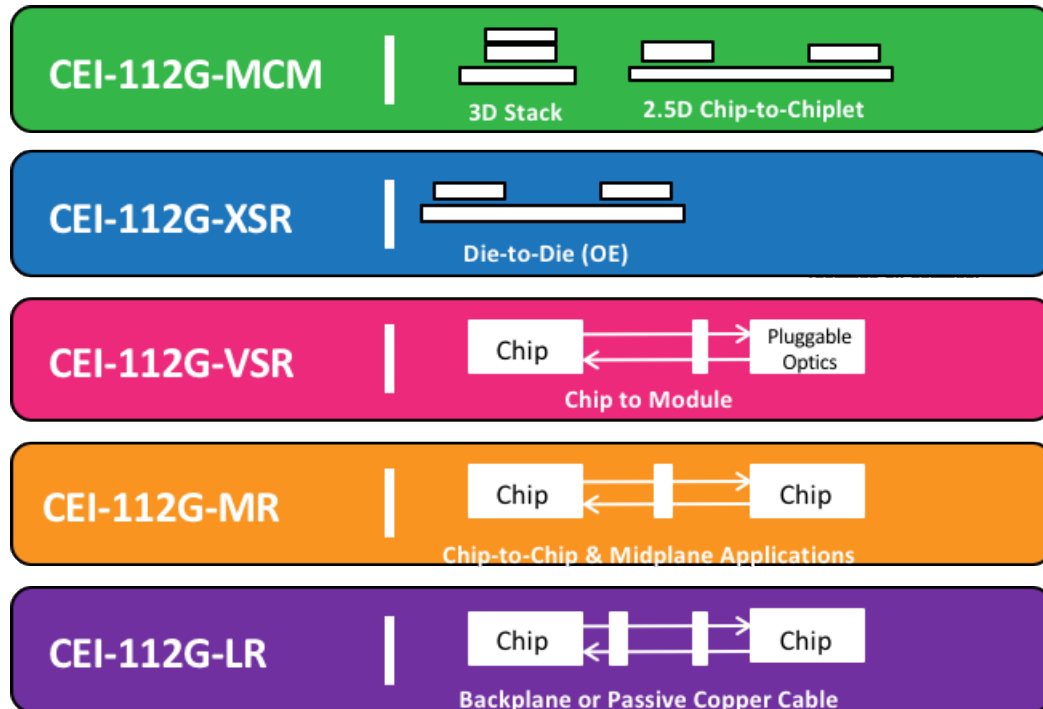 CEI-112G-MCM
3D Stack
2.5D Chip-to-Chiplet
CEI-112G-XSR
Die-to-Die (OE)
CEI-112G-VSR
Chip
Pluggable
Optics
Chip to Module
CEI-112G-MR
Chip
Chip
Chip-to-Chip & Midplane Applications
CEI-112G-LR
Chip
Chip
Backplane or Passive Copper Cable